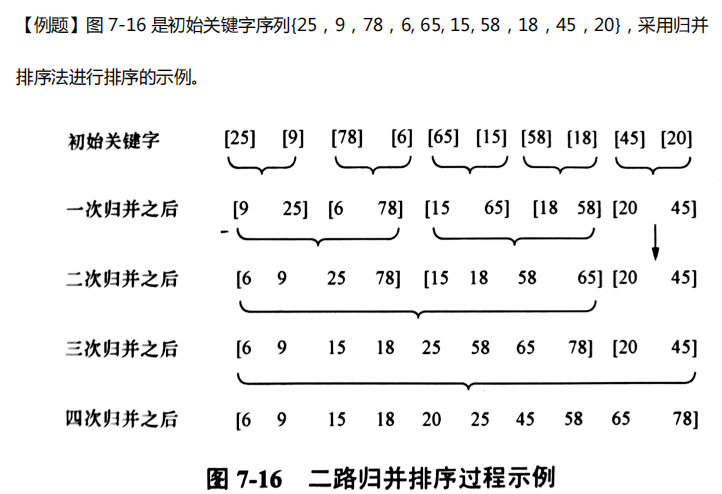 【例题】图 7-16 是初始关键字序列{25，9，78，6, 65, 15, 58，18，45，20}，采用归并
排序法进行排序的示例。
初始关键字 [25] [9] [78] [6] [65] [15] [58] [18] [45] [20]
一次归并之后 [9 25] [6 78] [15 65] [18 58] [20 45]
二次归并之后 [6 9 25 78] [15 18 58 65] [20 45]
三次归并之后 [6 9 15 18 25 58 65 78] [20 45]
四次归并之后 [6 9 15 18 20 25 45 58 65 78]
图 7-16 二路归并排序过程示例